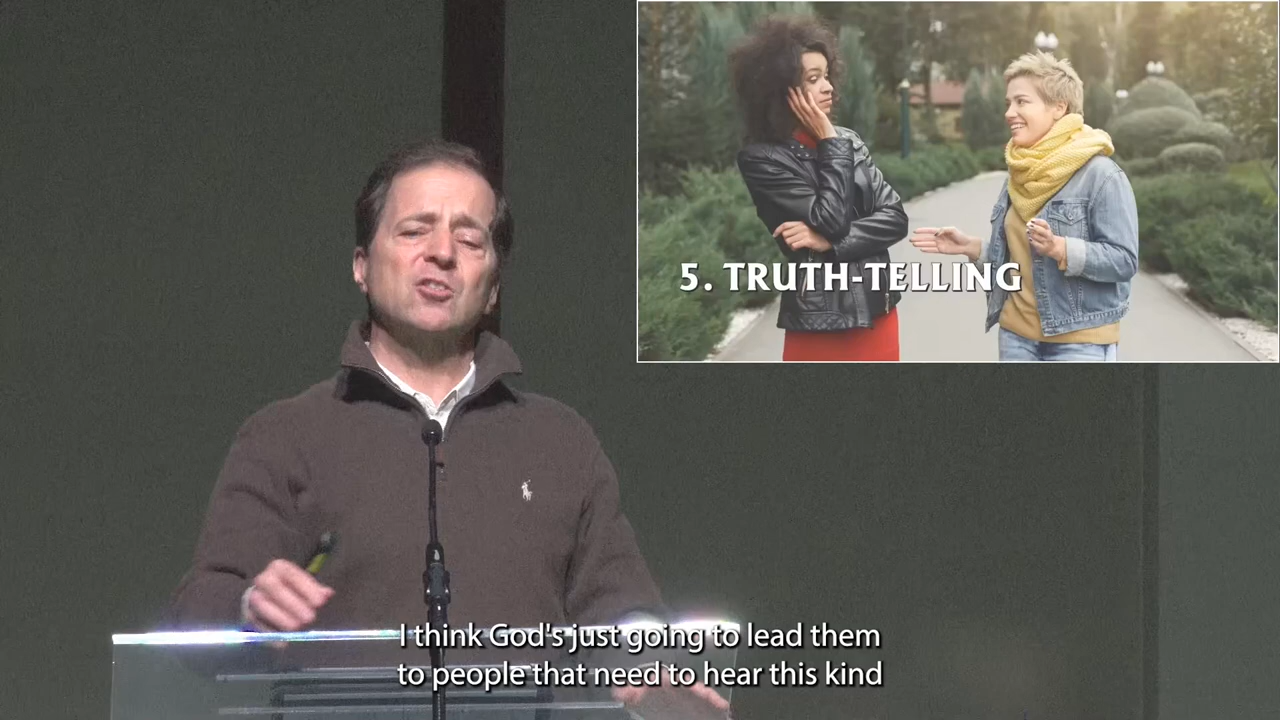 5. TRUTH-TELLING
I think God's just going to lead them
to people that need to hear this kind